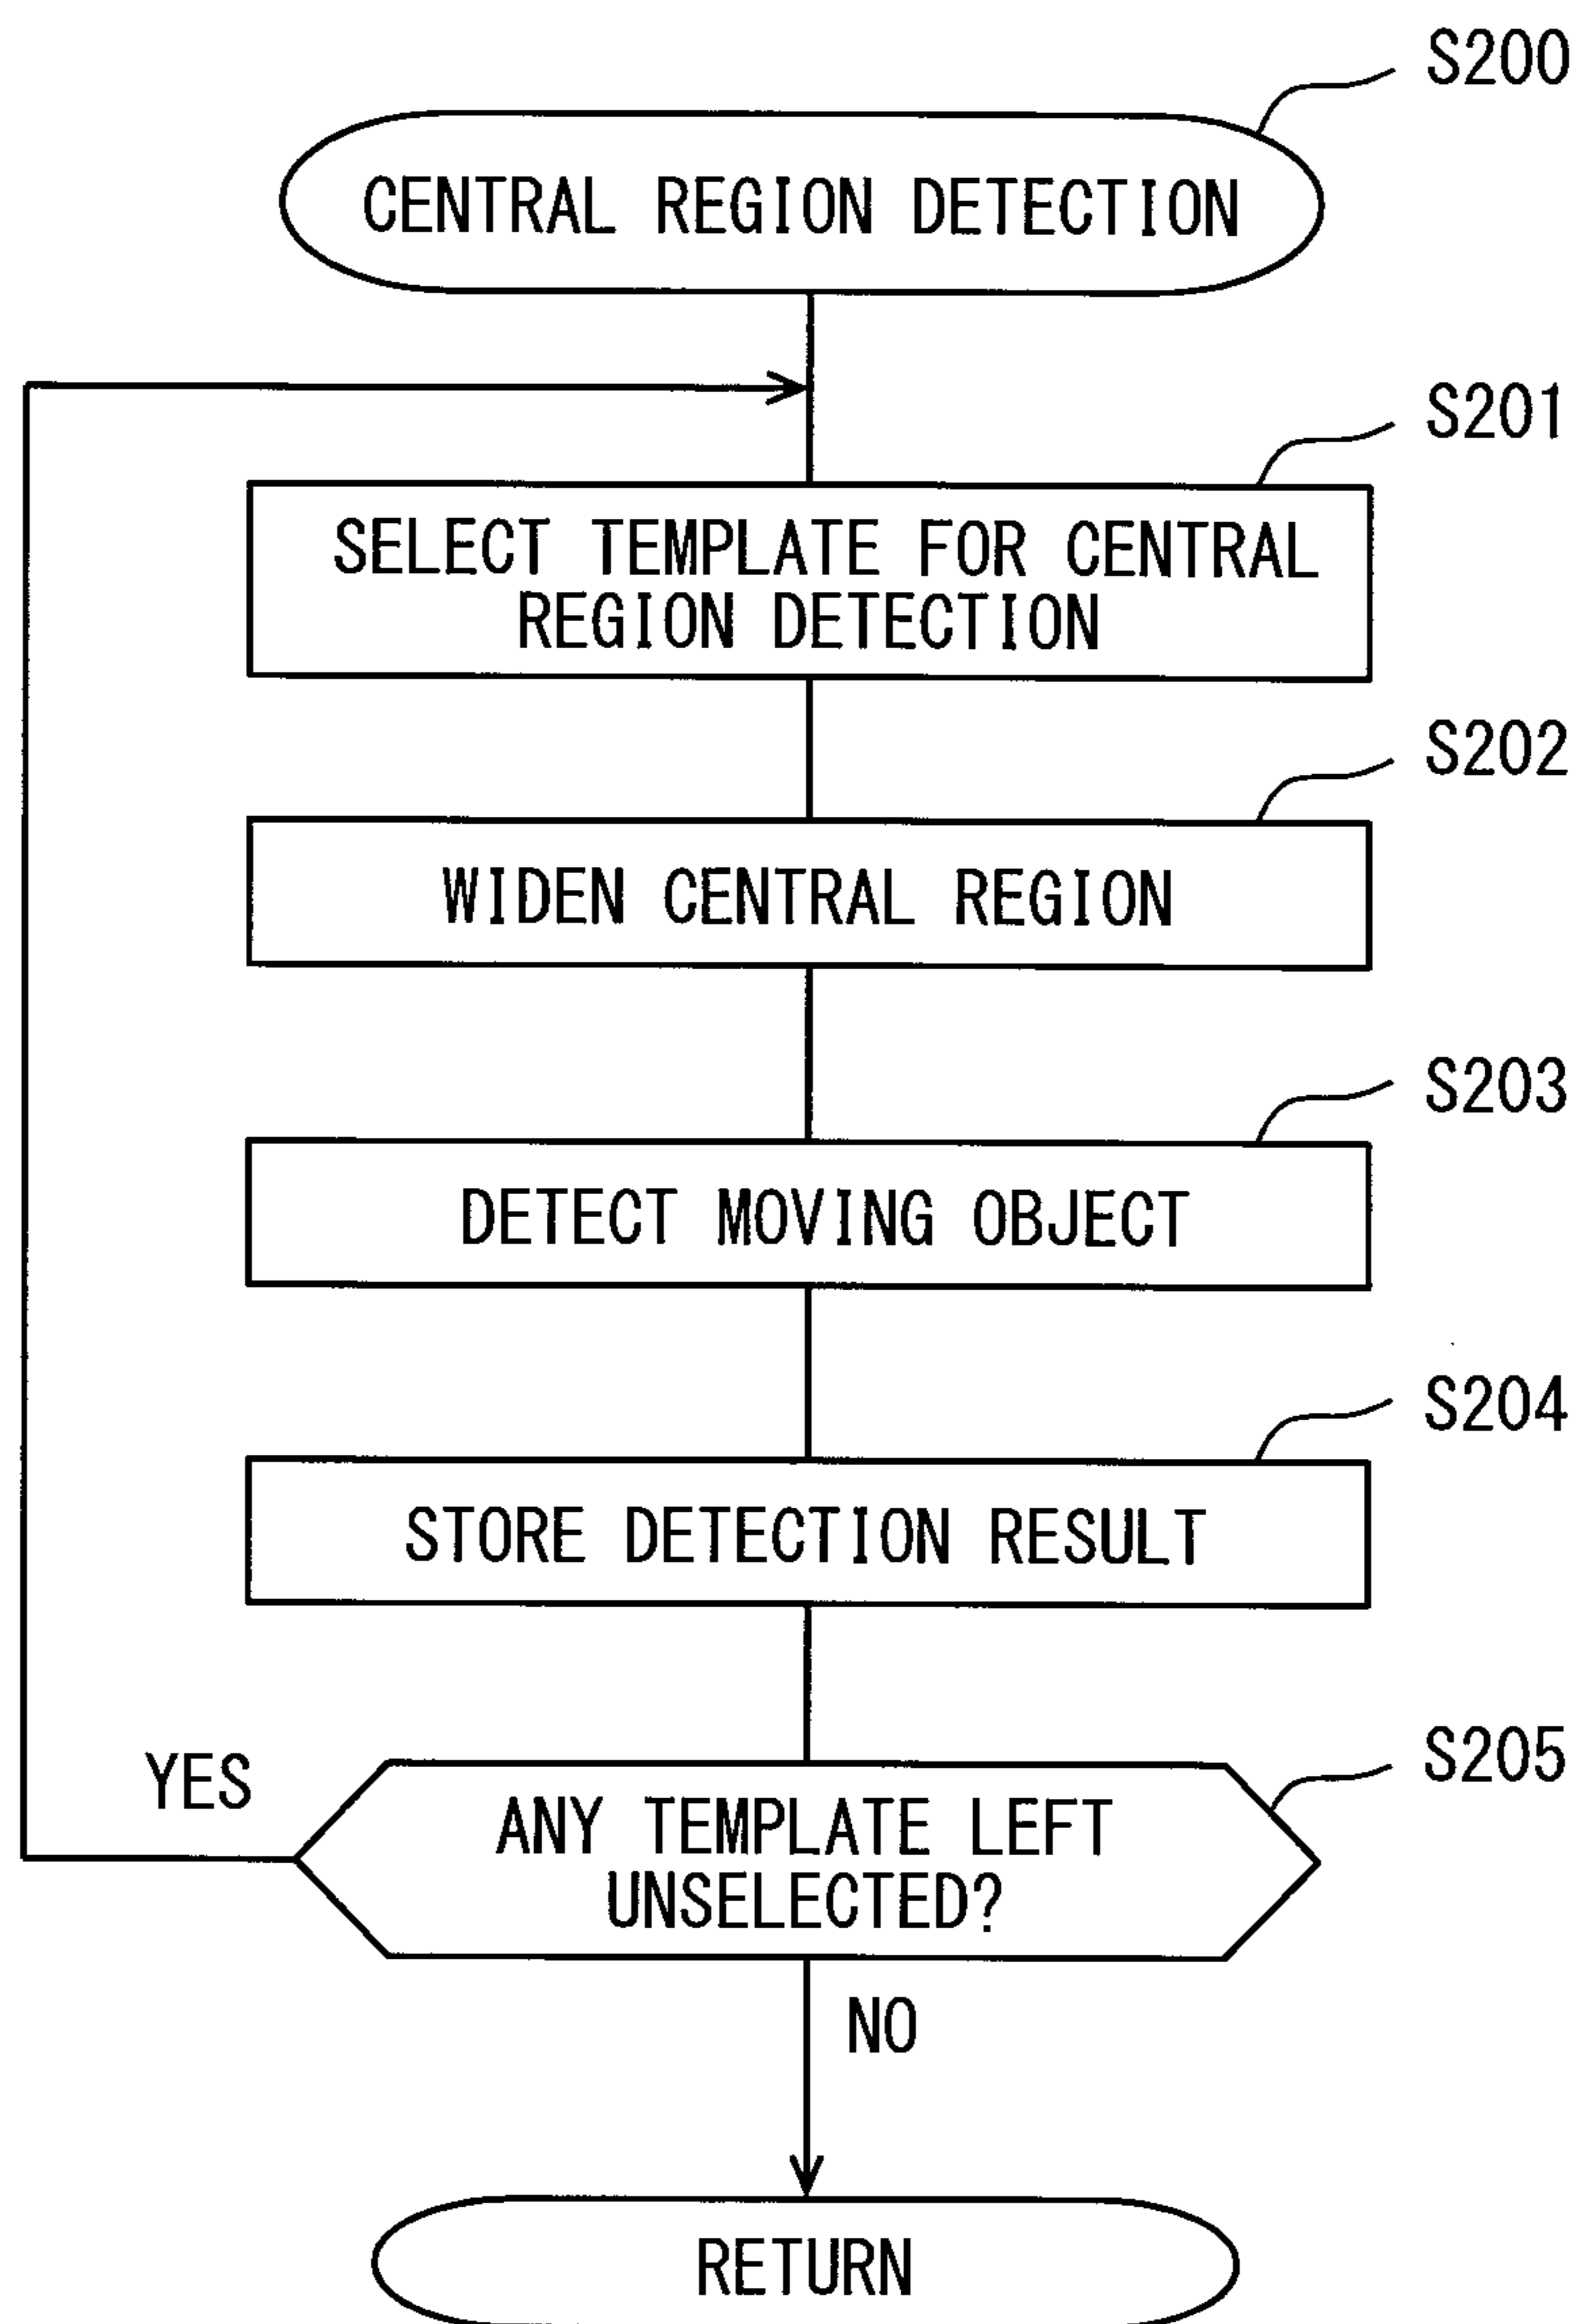 S200
CENTRAL REGION DETECTION
S201
SELECT TEMPLATE FOR CENTRAL
REGION DETECTION
S202
WIDEN CENTRAL REGION
S203
DETECT MOVING OBJECT
S204
STORE DETECTION RESULT
S205
YES
ANY TEMPLATE LEFT
UNSELECTED?
NO
RETURN